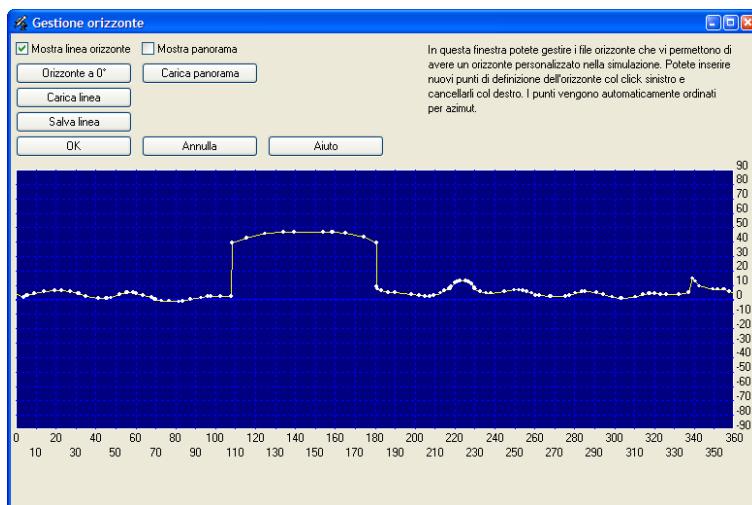 Gestione orizzonte
Mostra linea orizzonte Mostra panorama
Orizzonte a 0° Carica panorama
Carica linea
Salva linea
OK Annulla Aiuto
In questa finestra potete gestire i file orizzonte che vi permettono di
avere un orizzonte personalizzato nella simulazione. Potete inserire
nuovi punti di definizione dell'orizzonte col click sinistro e
cancellarli col destro. I punti vengono automaticamente ordinati
per azimut.
90
80
70
60
50
40
30
20
10
0
-10
-20
-30
-40
-50
-60
-70
-80
-90
0 20 40 60 80 100 120 140 160 180 200 220 240 260 280 300 320 340 359
10 30 50 70 90 110 130 150 170 190 210 230 250 270 290 310 330 350